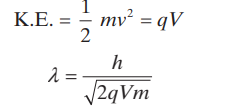 K.E. = 1/2 mv² = qV
λ = h/√2qVm